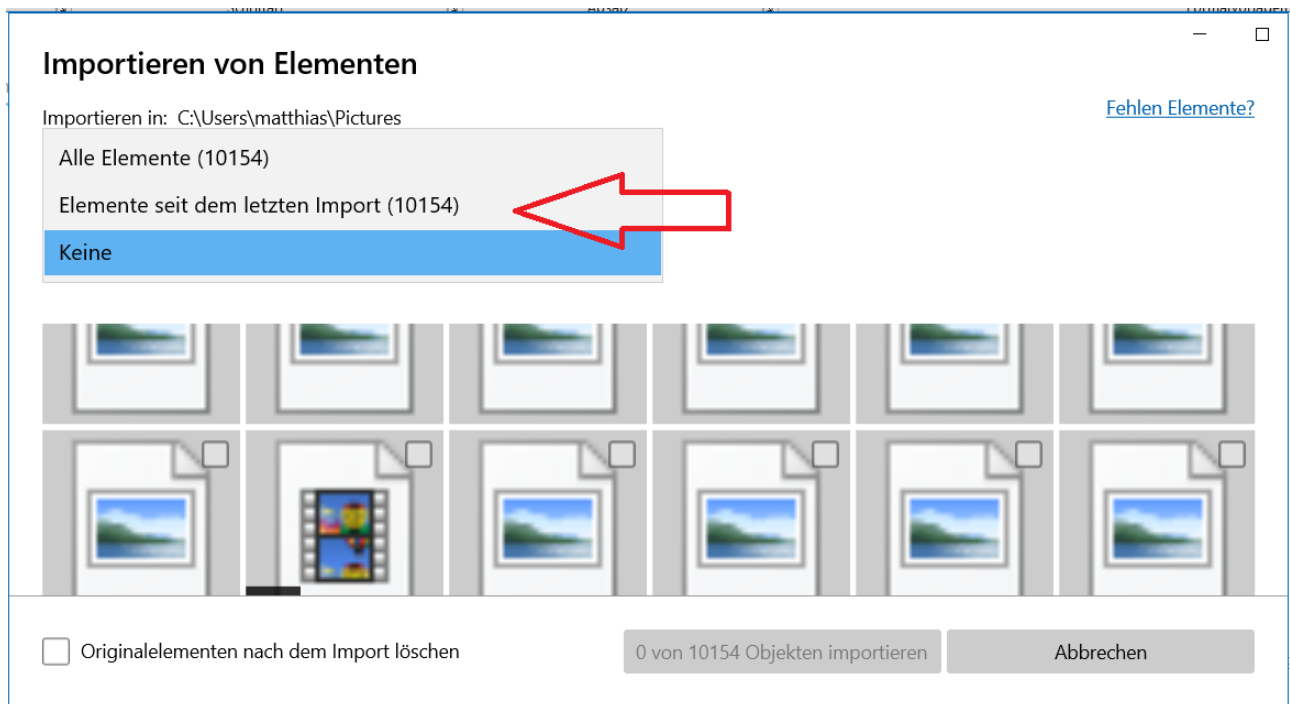 Absatz
Importieren von Elementen
Importieren in: C:\Users\matthias\Pictures
Fehlen Elemente?
Alle Elemente (10154)
Elemente seit dem letzten Import (10154)
Keine
Originalelementen nach dem Import löschen
0 von 10154 Objekten importieren
Abbrechen